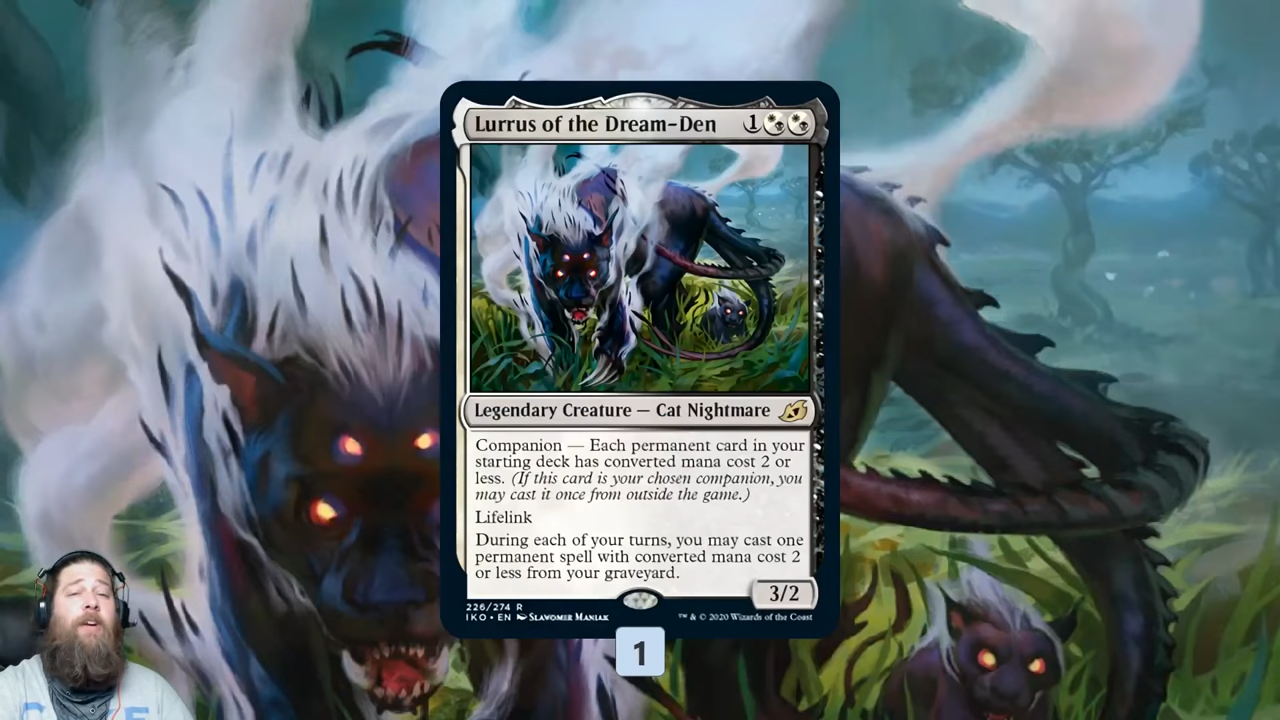 Lurrus of the Dream-Den 1
Legendary Creature — Cat Nightmare
Companion — Each permanent card in your
starting deck has converted mana cost 2 or
less. (If this card is your chosen companion, you
may cast it once from outside the game.)
Lifelink
During each of your turns, you may cast one
permanent spell with converted mana cost 2
or less from your graveyard.
3/2
226/274 R
IKO • EN Slawomir Maniak
™ & © 2020 Wizards of the Coast
1